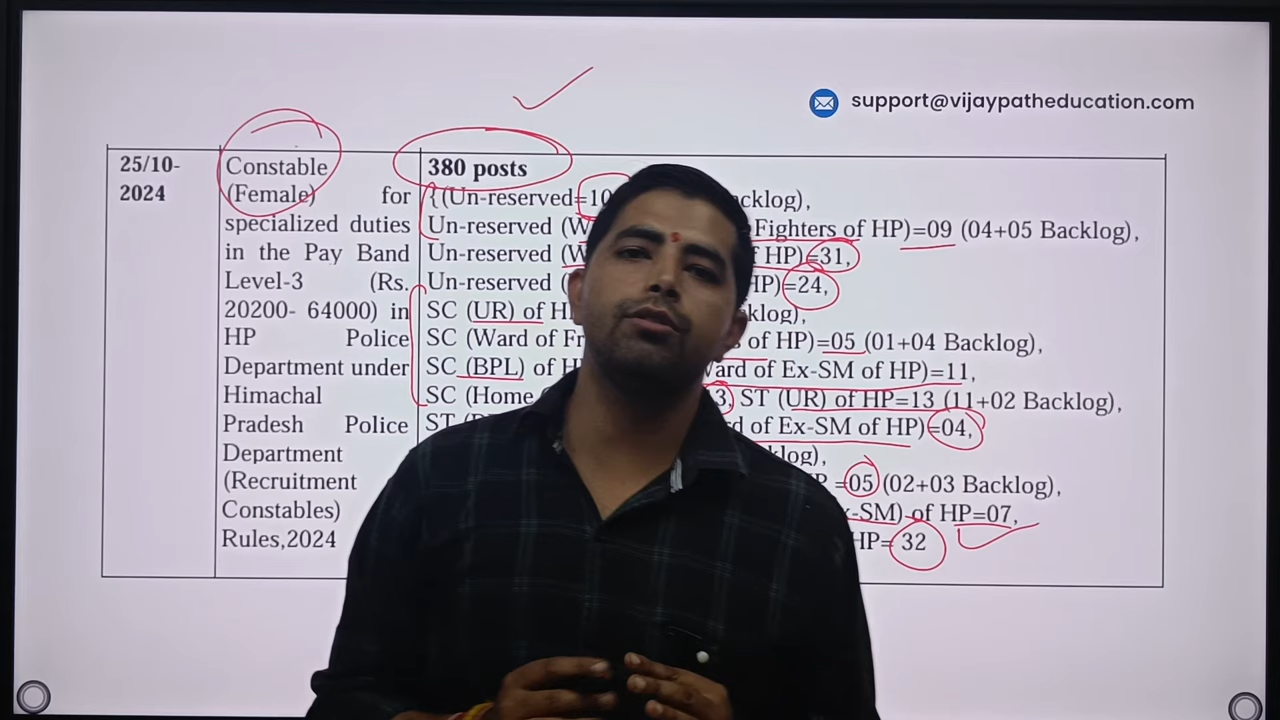 support@vijaypatheducation.com
25/10-
2024
Constable
(Female) for
specialized duties
in the Pay Band
Level-3 (Rs.
20200- 64000) in
HP Police
Department under
Himachal
Pradesh Police
Department
(Recruitment
Constables)
Rules,2024
380 posts
{(Un-reserved=10 cklog),
Un-reserved ( Fighters of HP)=09 (04+05 Backlog),
Un-reserved ( HP)=31,
Un-reserved ( HP)=24,
SC (UR) of klog),
SC (Ward of of HP)=05 (01+04 Backlog),
SC (BPL) of Ward of Ex-SM of HP)=11,
SC (Home 3, ST (UR) of HP=13 (11+02 Backlog),
ST of Ex-SM of HP)=04,
klog),
=05 (02+03 Backlog),
x-SM) of HP=07,
HP= 32